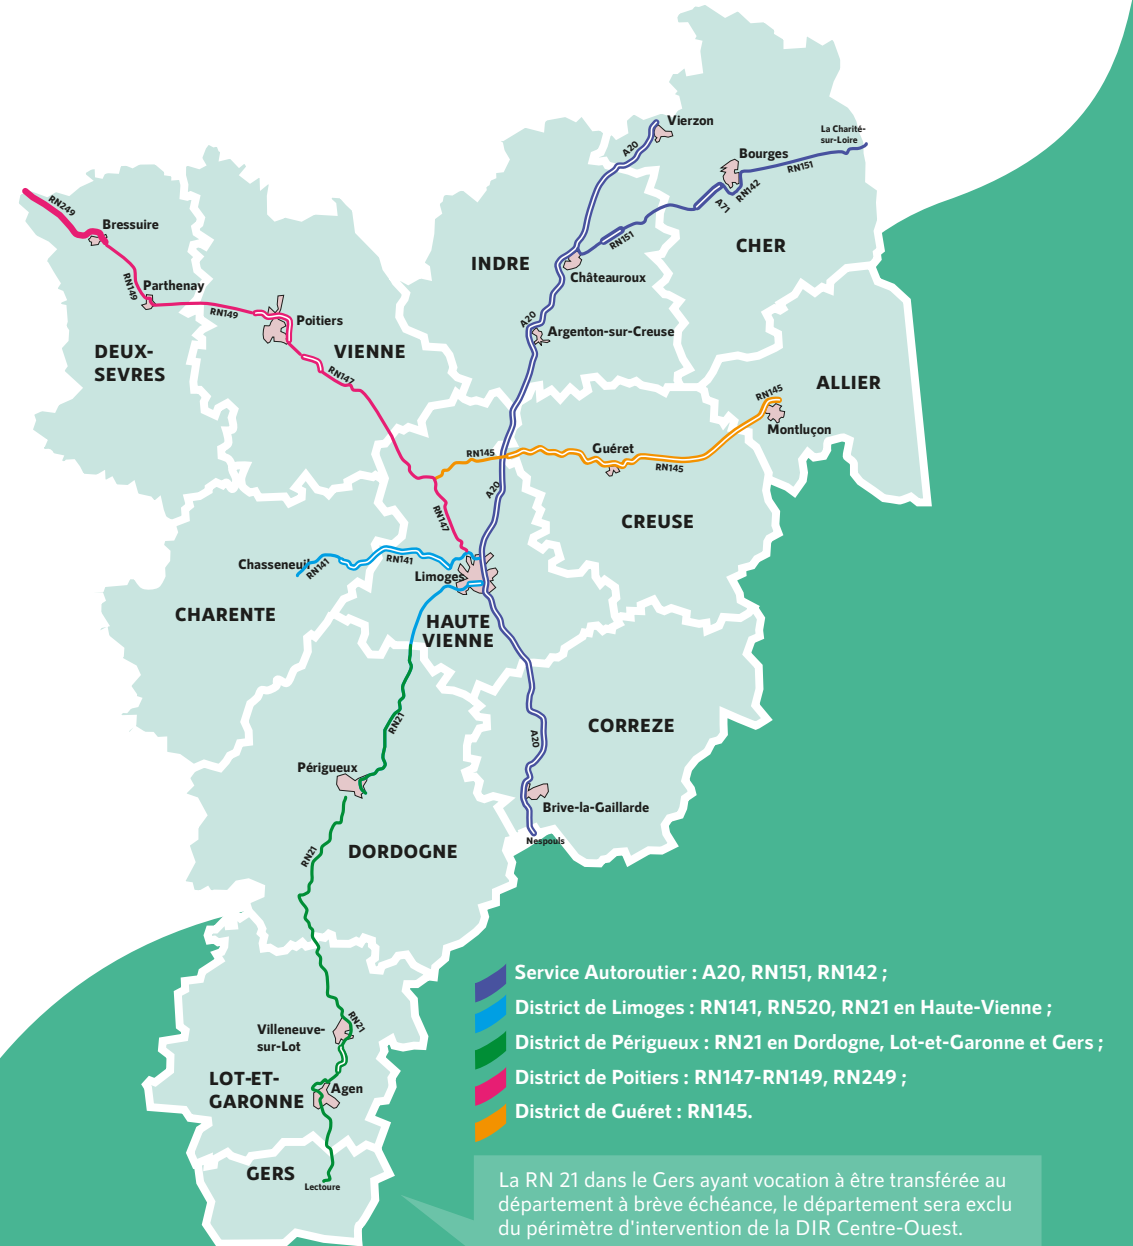 Vierzon
La Charité-
sur-Loire
A20
Bourges
RN151
RN142
A71
RN249
Bressuire
RN151
CHER
INDRE
Châteauroux
RN149
Parthenay
RN149
Poitiers
A20
Argenton-sur-Creuse
DEUX-
SEVRES
VIENNE
RN147
ALLIER
RN145
Montluçon
Guéret
RN145
RN145
A20
RN147
CREUSE
Chasseneuil
RN141
RN141
Limoges
CHARENTE
HAUTE
VIENNE
RN21
CORREZE
A20
Périgueux
Brive-la-Gaillarde
Nespouls
RN21
DORDOGNE
Service Autoroutier : A20, RN151, RN142 ;
District de Limoges : RN141, RN520, RN21 en Haute-Vienne ;
District de Périgueux : RN21 en Dordogne, Lot-et-Garonne et Gers ;
District de Poitiers : RN147-RN149, RN249 ;
District de Guéret : RN145.
RN21
Villeneuve-
sur-Lot
LOT-ET-
GARONNE
Agen
GERS
Lectoure
La RN 21 dans le Gers ayant vocation à être transférée au
département à brève échéance, le département sera exclu
du périmètre d'intervention de la DIR Centre-Ouest.